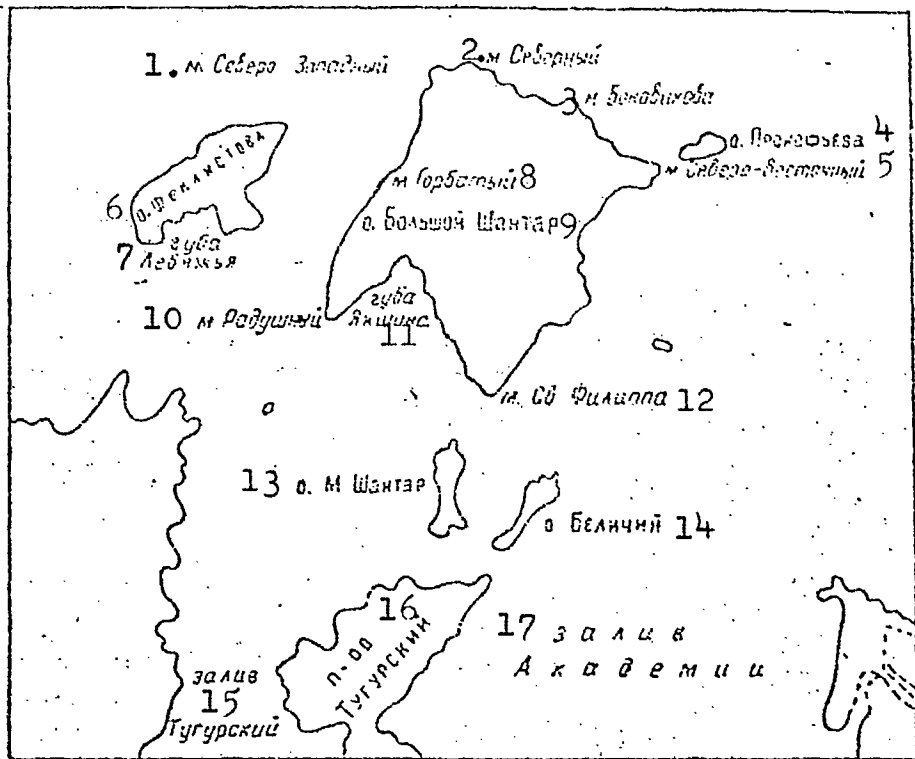 1. м Северо Западный
2. м Северный
3 м Боковикова
о. Прокофьева 4
м Северо-Восточный 5
6 о. Феклистова
м Горбатый 8
о. Большой Шантар 9
губа
7 Лебяжья
10 м Радушный
губа
Якшина
11
м. Св Филиппа 12
13 о. М Шантар
о Беличий 14
16
п-ов
Тугурский
17 залив
Академии
залив
15
Тугурский